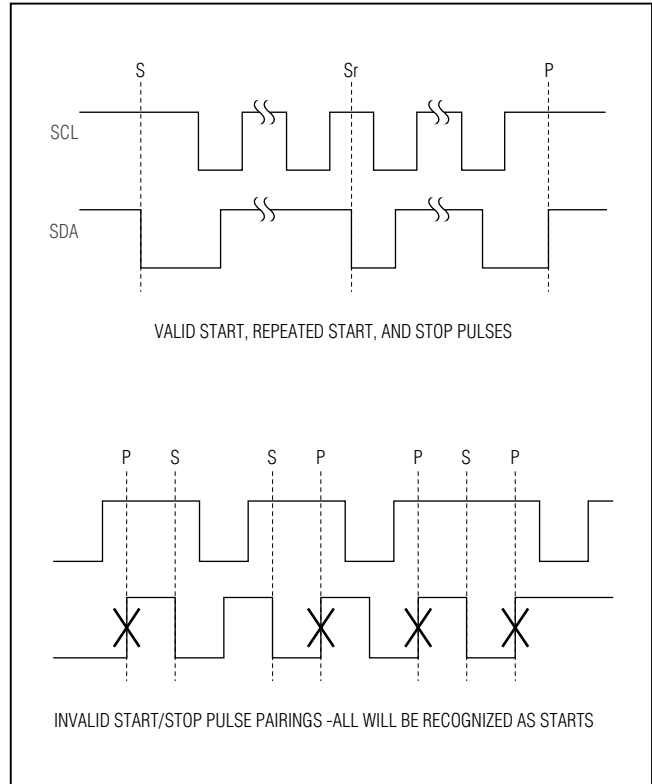 S Sr P
SCL
SDA
VALID START, REPEATED START, AND STOP PULSES
P S S P P S P
INVALID START/STOP PULSE PAIRINGS -ALL WILL BE RECOGNIZED AS STARTS